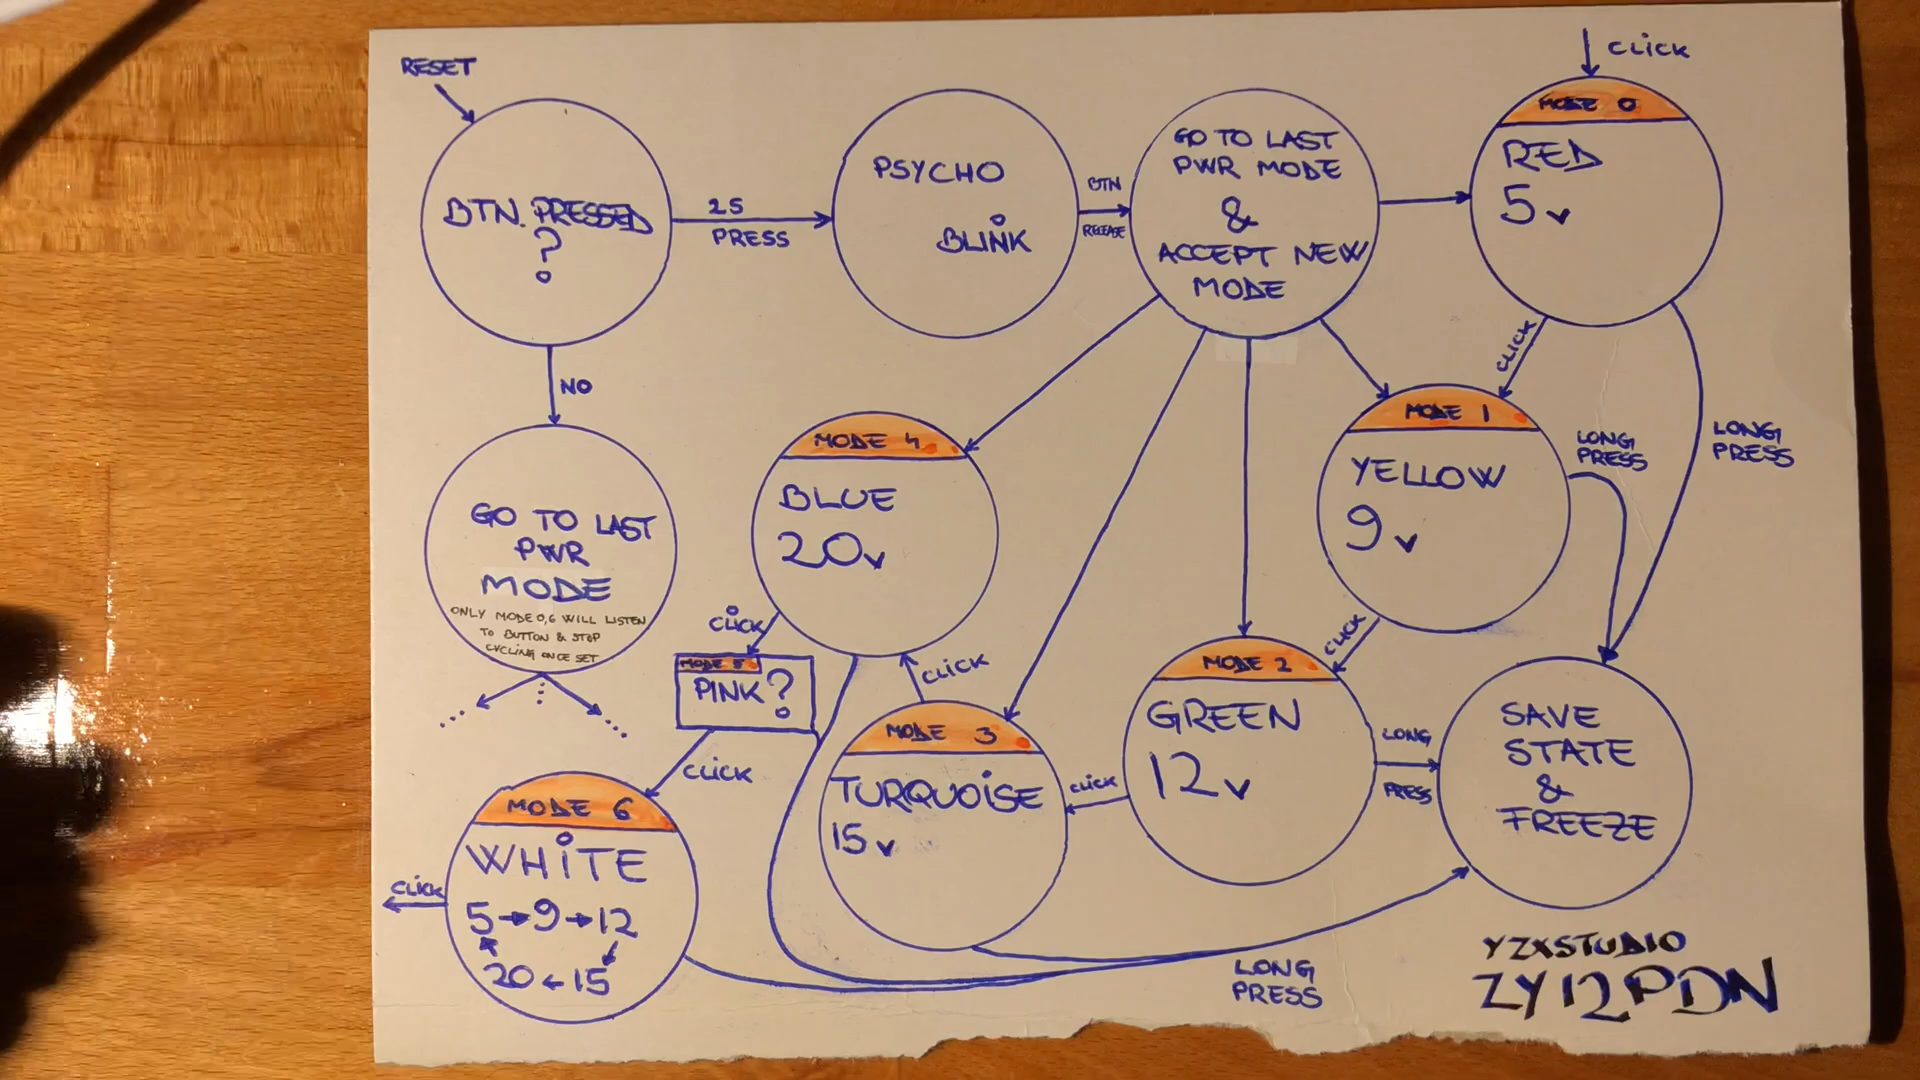 RESET
BTN. PRESSED
?
2S
PRESS
PSYCHO
BLINK
BTN
RELEASE
GO TO LAST
PWR MODE
&
ACCEPT NEW
MODE
CLICK
MODE 0
RED
5V
NO
GO TO LAST
PWR
MODE
ONLY MODE 0,6 WILL LISTEN
TO BUTTON & STOP
CYCLING ONCE SET
MODE 4
BLUE
20V
CLICK
MODE 1
YELLOW
9V
LONG
PRESS
LONG
PRESS
CLICK
MODE 5
PINK?
CLICK
CLICK
MODE 3
TURQUOISE
15V
CLICK
MODE 2
GREEN
12V
CLICK
LONG
PRESS
SAVE
STATE
&
FREEZE
MODE 6
WHITE
5→9→12
20←15
CLICK
LONG
PRESS
YZXSTUDIO
ZY12PDN